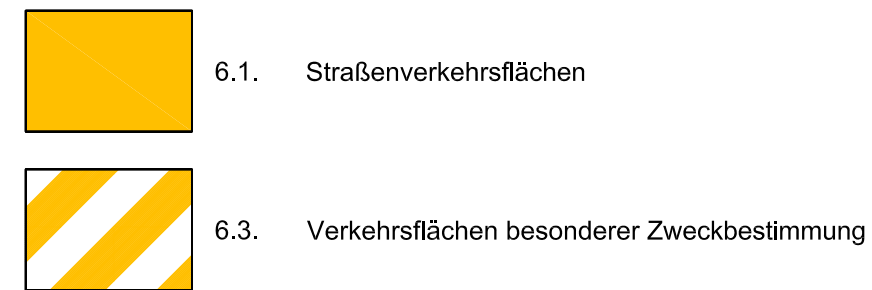 6.1. Straßenverkehrsflächen
6.3. Verkehrsflächen besonderer Zweckbestimmung